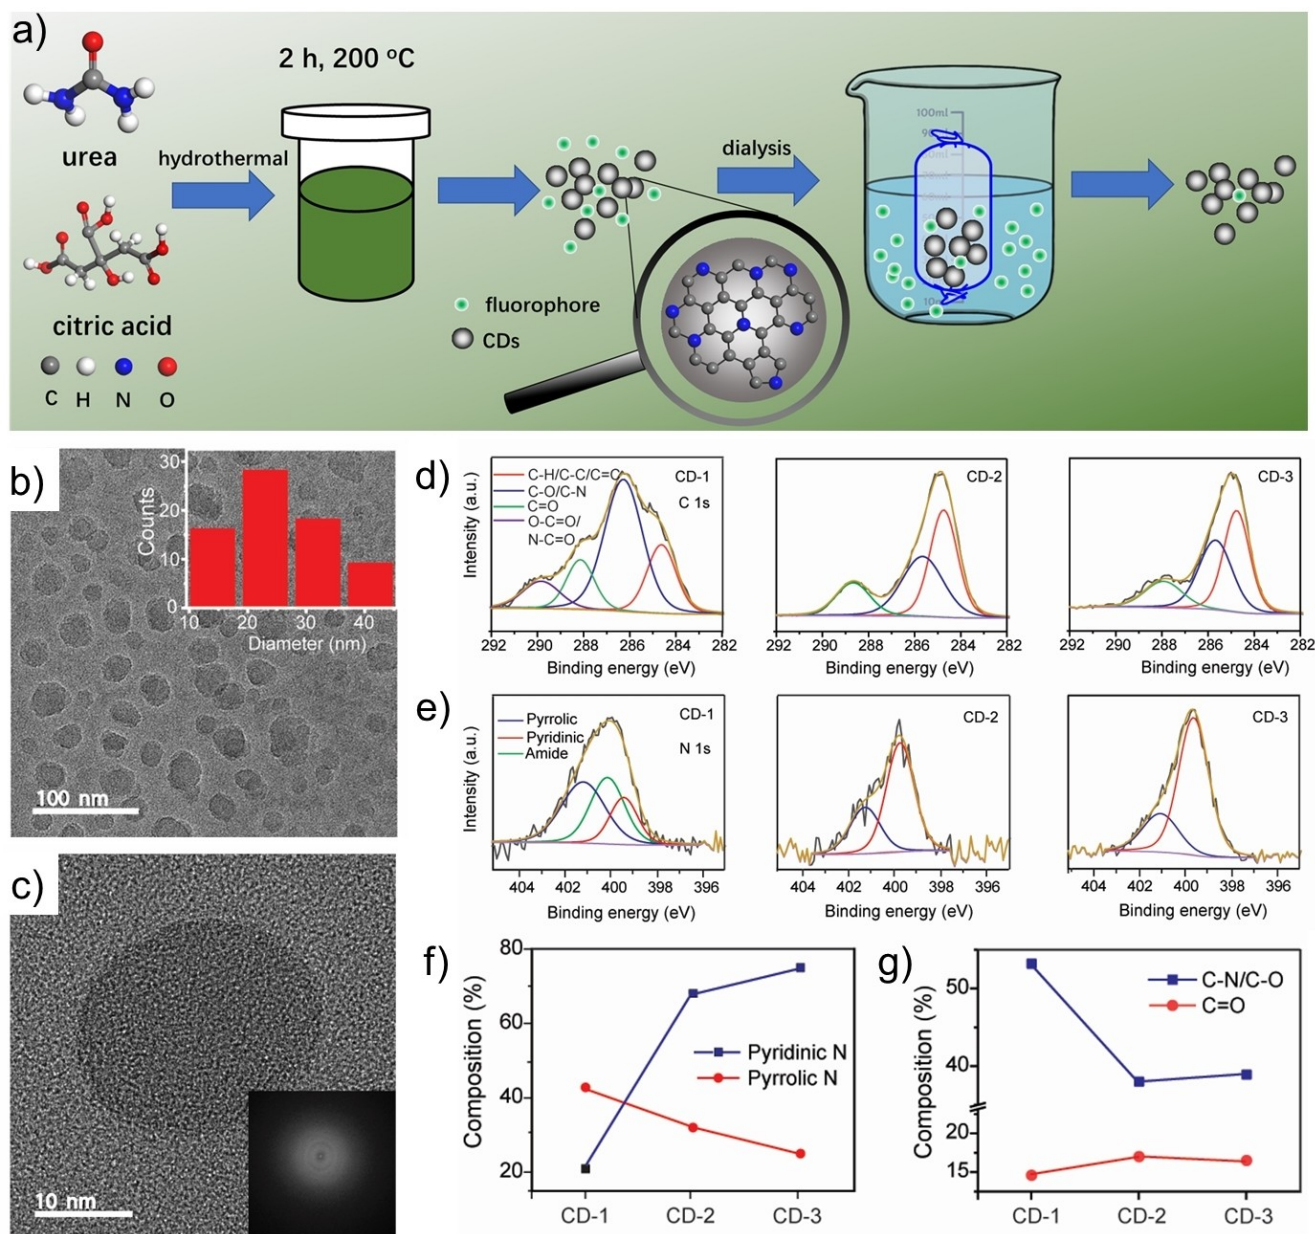 a)
2 h, 200 °C
urea
hydrothermal
dialysis
100ml
citric acid
fluorophore
CDs
C H N O
b)
Counts
30
20
10
0
10 20 30 40
Diameter (nm)
100 nm
c)
10 nm
d)
Intensity (a.u.)
C-H/C-C/C=C
C-O/C-N
C=O
O-C=O/
N-C=O
CD-1
C 1s
292 290 288 286 284 282
Binding energy (eV)
CD-2
292 290 288 286 284 282
Binding energy (eV)
CD-3
292 290 288 286 284 282
Binding energy (eV)
e)
Intensity (a.u.)
Pyrrolic
Pyridinic
Amide
CD-1
N 1s
404 402 400 398 396
Binding energy (eV)
CD-2
404 402 400 398 396
Binding energy (eV)
CD-3
404 402 400 398 396
Binding energy (eV)
f)
Composition (%)
80
60
40
20
Pyridinic N
Pyrrolic N
CD-1 CD-2 CD-3
g)
Composition (%)
50
40
20
15
C-N/C-O
C=O
CD-1 CD-2 CD-3